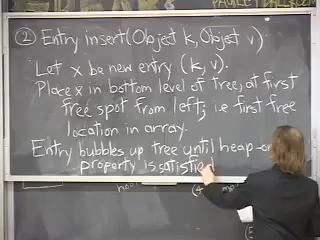 ② Entry insert(Object k, Object v)
Let x be new entry (k, v).
Place x in bottom level of tree, at first
free spot from left; i.e first free
location in array.
Entry bubbles up tree until heap-or
property is satisfied